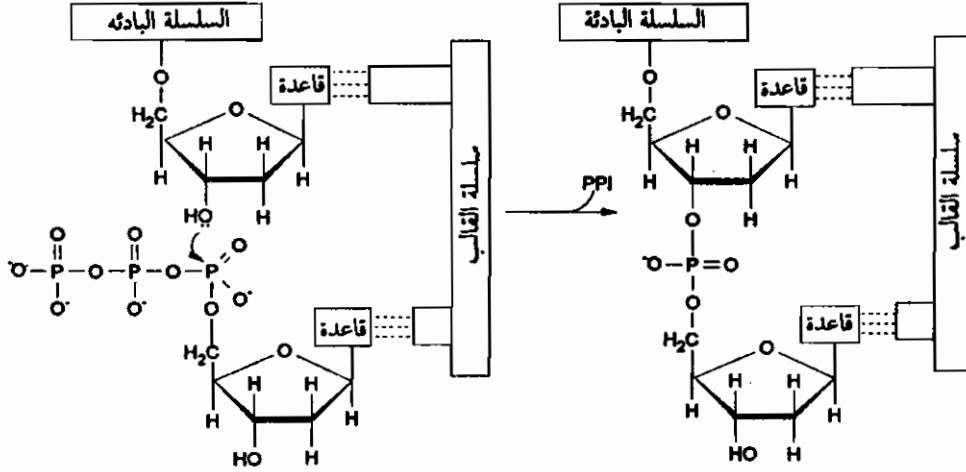 السلسلة البادئه
السلسلة البادئة
O
قاعدة
O
قاعدة
H₂C
O
H₂C
O
H
H
H
H
H
H
H
H
HO
O
سلسلة القالب
سلسلة القالب
PPI
O
O
O
⁻O–P–O–P–O–P
O⁻
O⁻
O⁻
⁻O–P=O
O
قاعدة
O
قاعدة
H₂C
O
H₂C
O
H
H
H
H
H
H
H
H
HO
H
HO
H